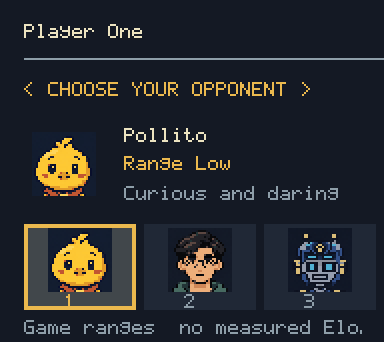 Player One
< CHOOSE YOUR OPPONENT >
Pollito
Range Low
Curious and daring
1 2 3
Game ranges no measured Elo.